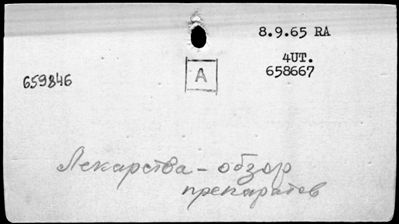 8.9.65 RA
4UT.
658667
A
659846
Лекарства – обзор
препаратов